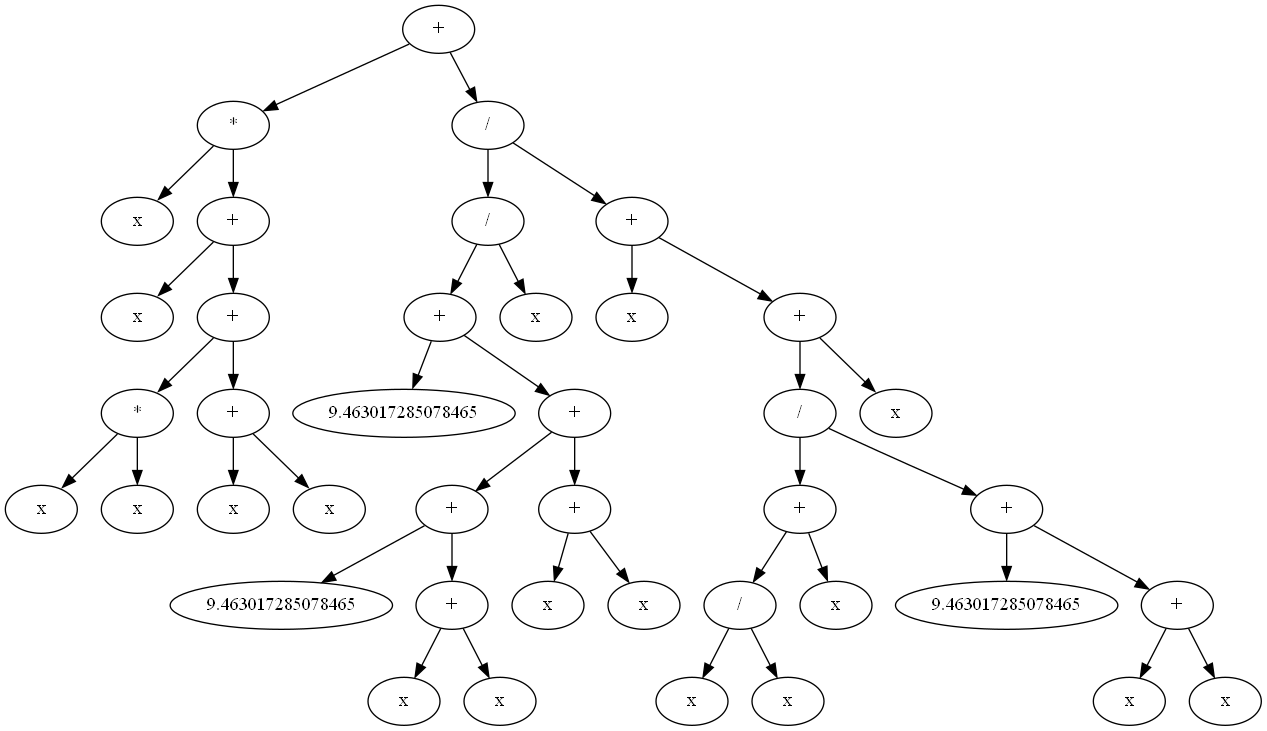 +
* /
x + / +
x + + x x +
* + 9.463017285078465 + / x
x x x x + + + +
9.463017285078465 + x x / x 9.463017285078465 +
x x x x x x